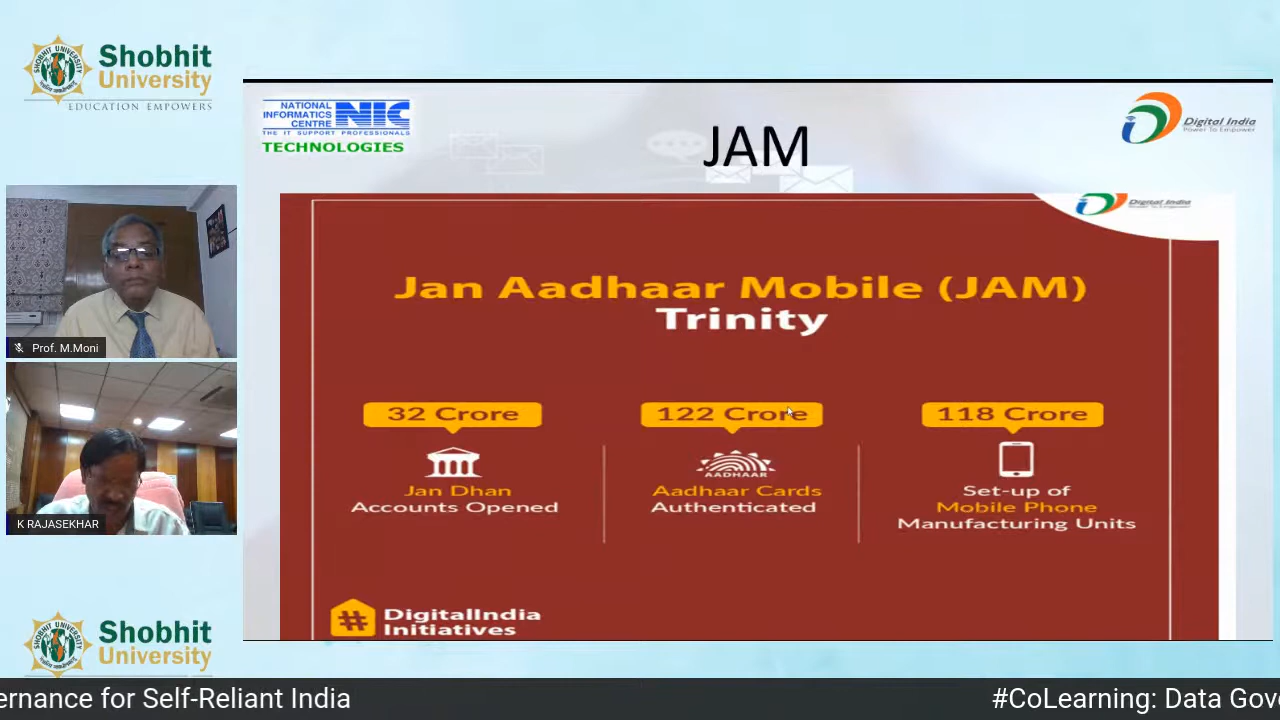 Shobhit
University
EDUCATION EMPOWERS
NATIONAL
INFORMATICS
CENTRE
NIC
THE IT SUPPORT PROFESSIONALS
TECHNOLOGIES
JAM
Digital India
Power To Empower
Digital India
Jan Aadhaar Mobile (JAM)
Trinity
32 Crore
122 Crore
118 Crore
AADHAAR
Jan Dhan
Accounts Opened
Aadhaar Cards
Authenticated
Set-up of
Mobile Phone
Manufacturing Units
# DigitalIndia
Initiatives
Prof. M.Moni
K RAJASEKHAR
Shobhit
University
ernance for Self-Reliant India
#CoLearning: Data Gove